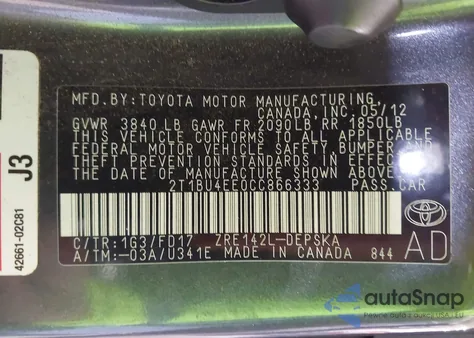 MFD.BY:TOYOTA MOTOR MANUFACTURING,
CANADA, INC. 05/12
GVWR 3840 LB GAWR FR 2090LB RR 1850LB
THIS VEHICLE CONFORMS TO ALL APPLICABLE
FEDERAL MOTOR VEHICLE SAFETY,BUMPER AND
THEFT PREVENTION STANDARDS IN EFFECT ON
THE DATE OF MANUFACTURE SHOWN ABOVE.
2T1BU4EE0CC866333 PASS.CAR
C/TR:1G3/FD17 ZRE142L-DEPSKA
A/TM:-03A/U341E MADE IN CANADA 844
TOYOTA
AD
J3
42661-02C81
autoSnap